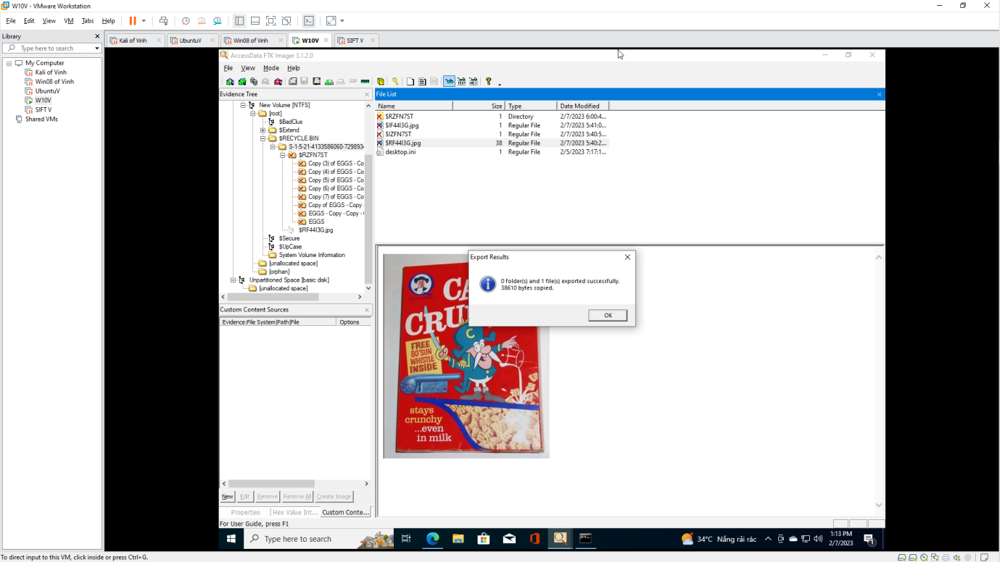 W10V - VMware Workstation
File Edit View VM Tabs Help
Library
Type here to search
My Computer
Kali of Vinh
Win08 of Vinh
UbuntuV
W10V
SIFT V
Shared VMs
Kali of Vinh UbuntuV Win08 of Vinh W10V SIFT V
AccessData FTK Imager 3.1.2.0
File View Mode Help
Evidence Tree
New Volume [NTFS]
[root]
$BadClus
$Extend
$RECYCLE.BIN
S-1-5-21-4133586060-7298934
$RZFN7ST
Copy (3) of EGGS - Co
Copy (4) of EGGS - Co
Copy (5) of EGGS - Co
Copy (6) of EGGS - Co
Copy (7) of EGGS - Co
Copy of EGGS - Copy
EGGS - Copy - Copy -
EGGS
$RF44I3G.jpg
$Secure
$UpCase
System Volume Information
[unallocated space]
[orphan]
Unpartitioned Space [basic disk]
[unallocated space]
Custom Content Sources
Evidence:File System|Path|File Options
New Edit Remove Remove All Create Image
Properties Hex Value Int... Custom Conte...
For User Guide, press F1
File List
Name Size Type Date Modified
$RZFN7ST 1 Directory 2/7/2023 6:00:4...
$IF44I3G.jpg 1 Regular File 2/7/2023 5:41:0...
$IZFN7ST 1 Regular File 2/7/2023 5:40:5...
$RF44I3G.jpg 38 Regular File 2/7/2023 5:40:2...
desktop.ini 1 Regular File 2/5/2023 7:17:1...
Export Results
0 folder(s) and 1 file(s) exported successfully.
38610 bytes copied.
OK
CRU
FREE
BO'SUN
WHISTLE
INSIDE
stays
crunchy
...even
in milk
Type here to search
34°C Nắng rải rác
1:13 PM
2/7/2023
1
To direct input to this VM, click inside or press Ctrl+G.